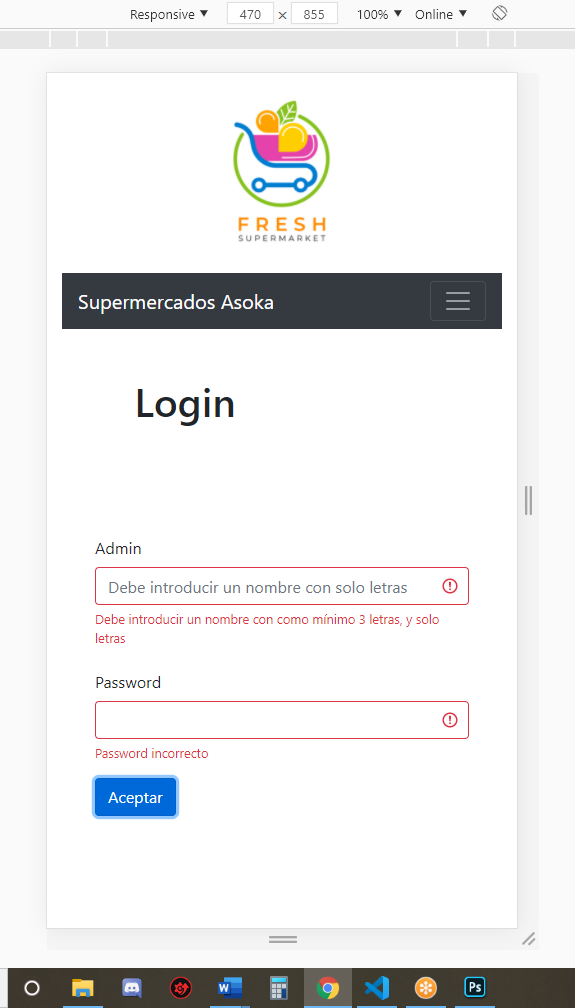 Responsive ▼ 470 × 855 100% ▼ Online ▼
FRESH
SUPERMARKET
Supermercados Asoka
Login
Admin
Debe introducir un nombre con solo letras
Debe introducir un nombre con como mínimo 3 letras, y solo
letras
Password
Password incorrecto
Aceptar
W Ps